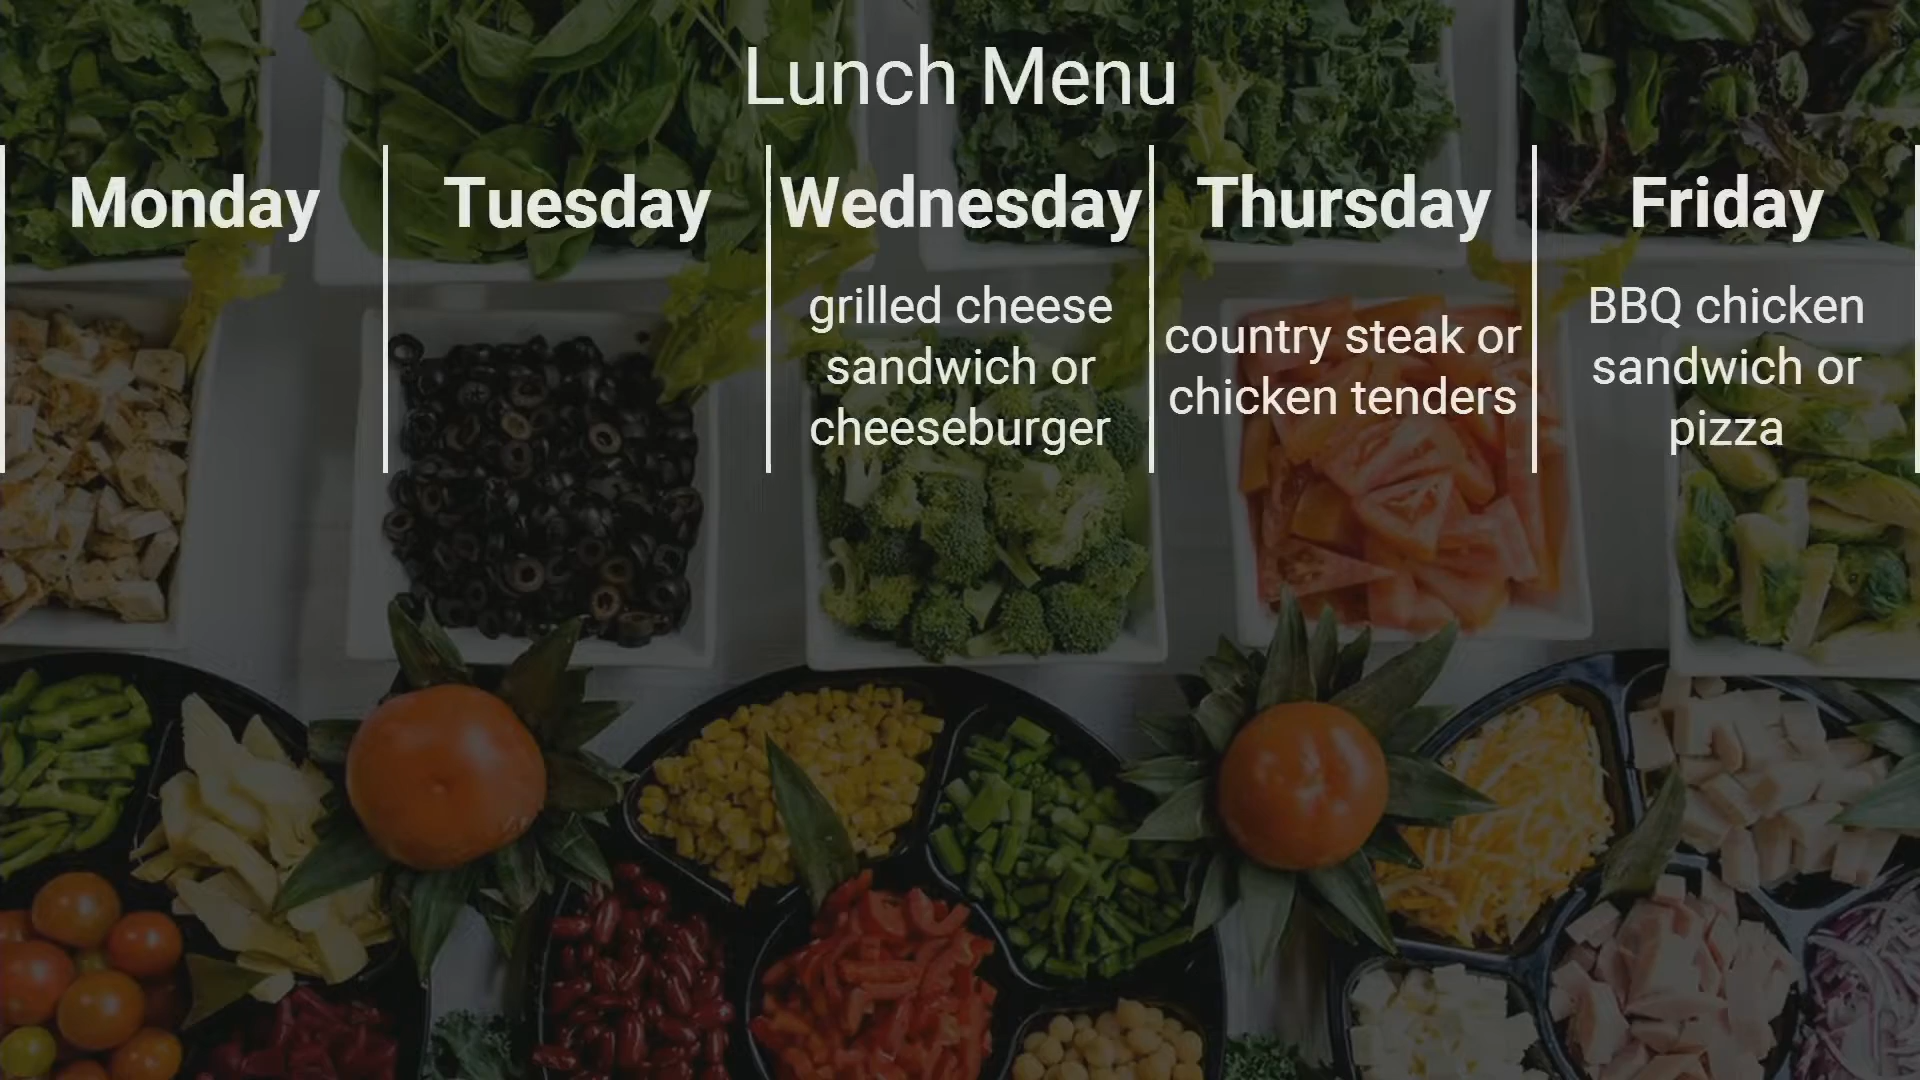 Lunch Menu
Monday
Tuesday
Wednesday
grilled cheese
sandwich or
cheeseburger
Thursday
country steak or
chicken tenders
Friday
BBQ chicken
sandwich or
pizza